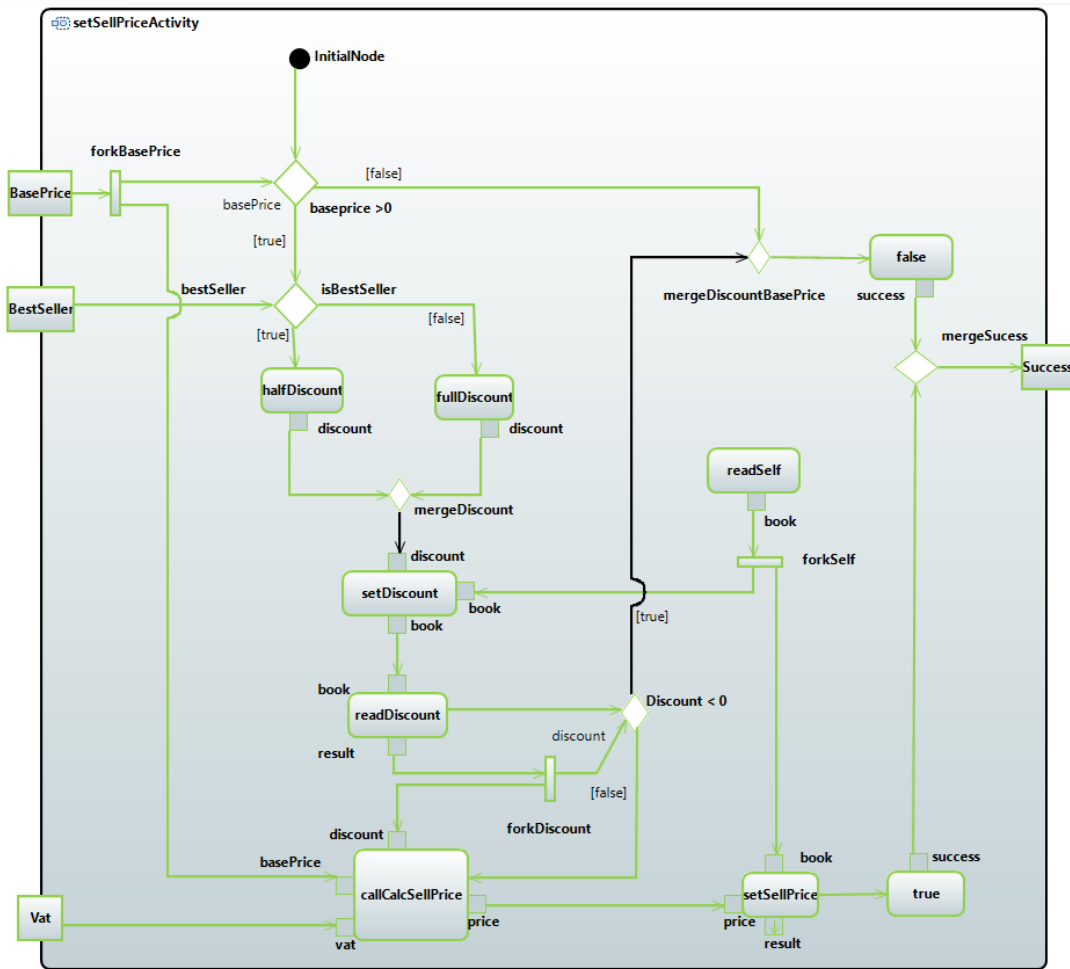 setSellPriceActivity
InitialNode
forkBasePrice
[false]
BasePrice
basePrice
baseprice >0
[true]
false
mergeDiscountBasePrice
success
bestSeller
isBestSeller
BestSeller
[false]
[true]
mergeSucess
Success
halfDiscount
fullDiscount
discount
discount
readSelf
mergeDiscount
book
discount
forkSelf
setDiscount
book
[true]
book
book
Discount < 0
readDiscount
discount
result
[false]
forkDiscount
discount
basePrice
book
success
callCalcSellPrice
setSellPrice
true
Vat
price
price
vat
result